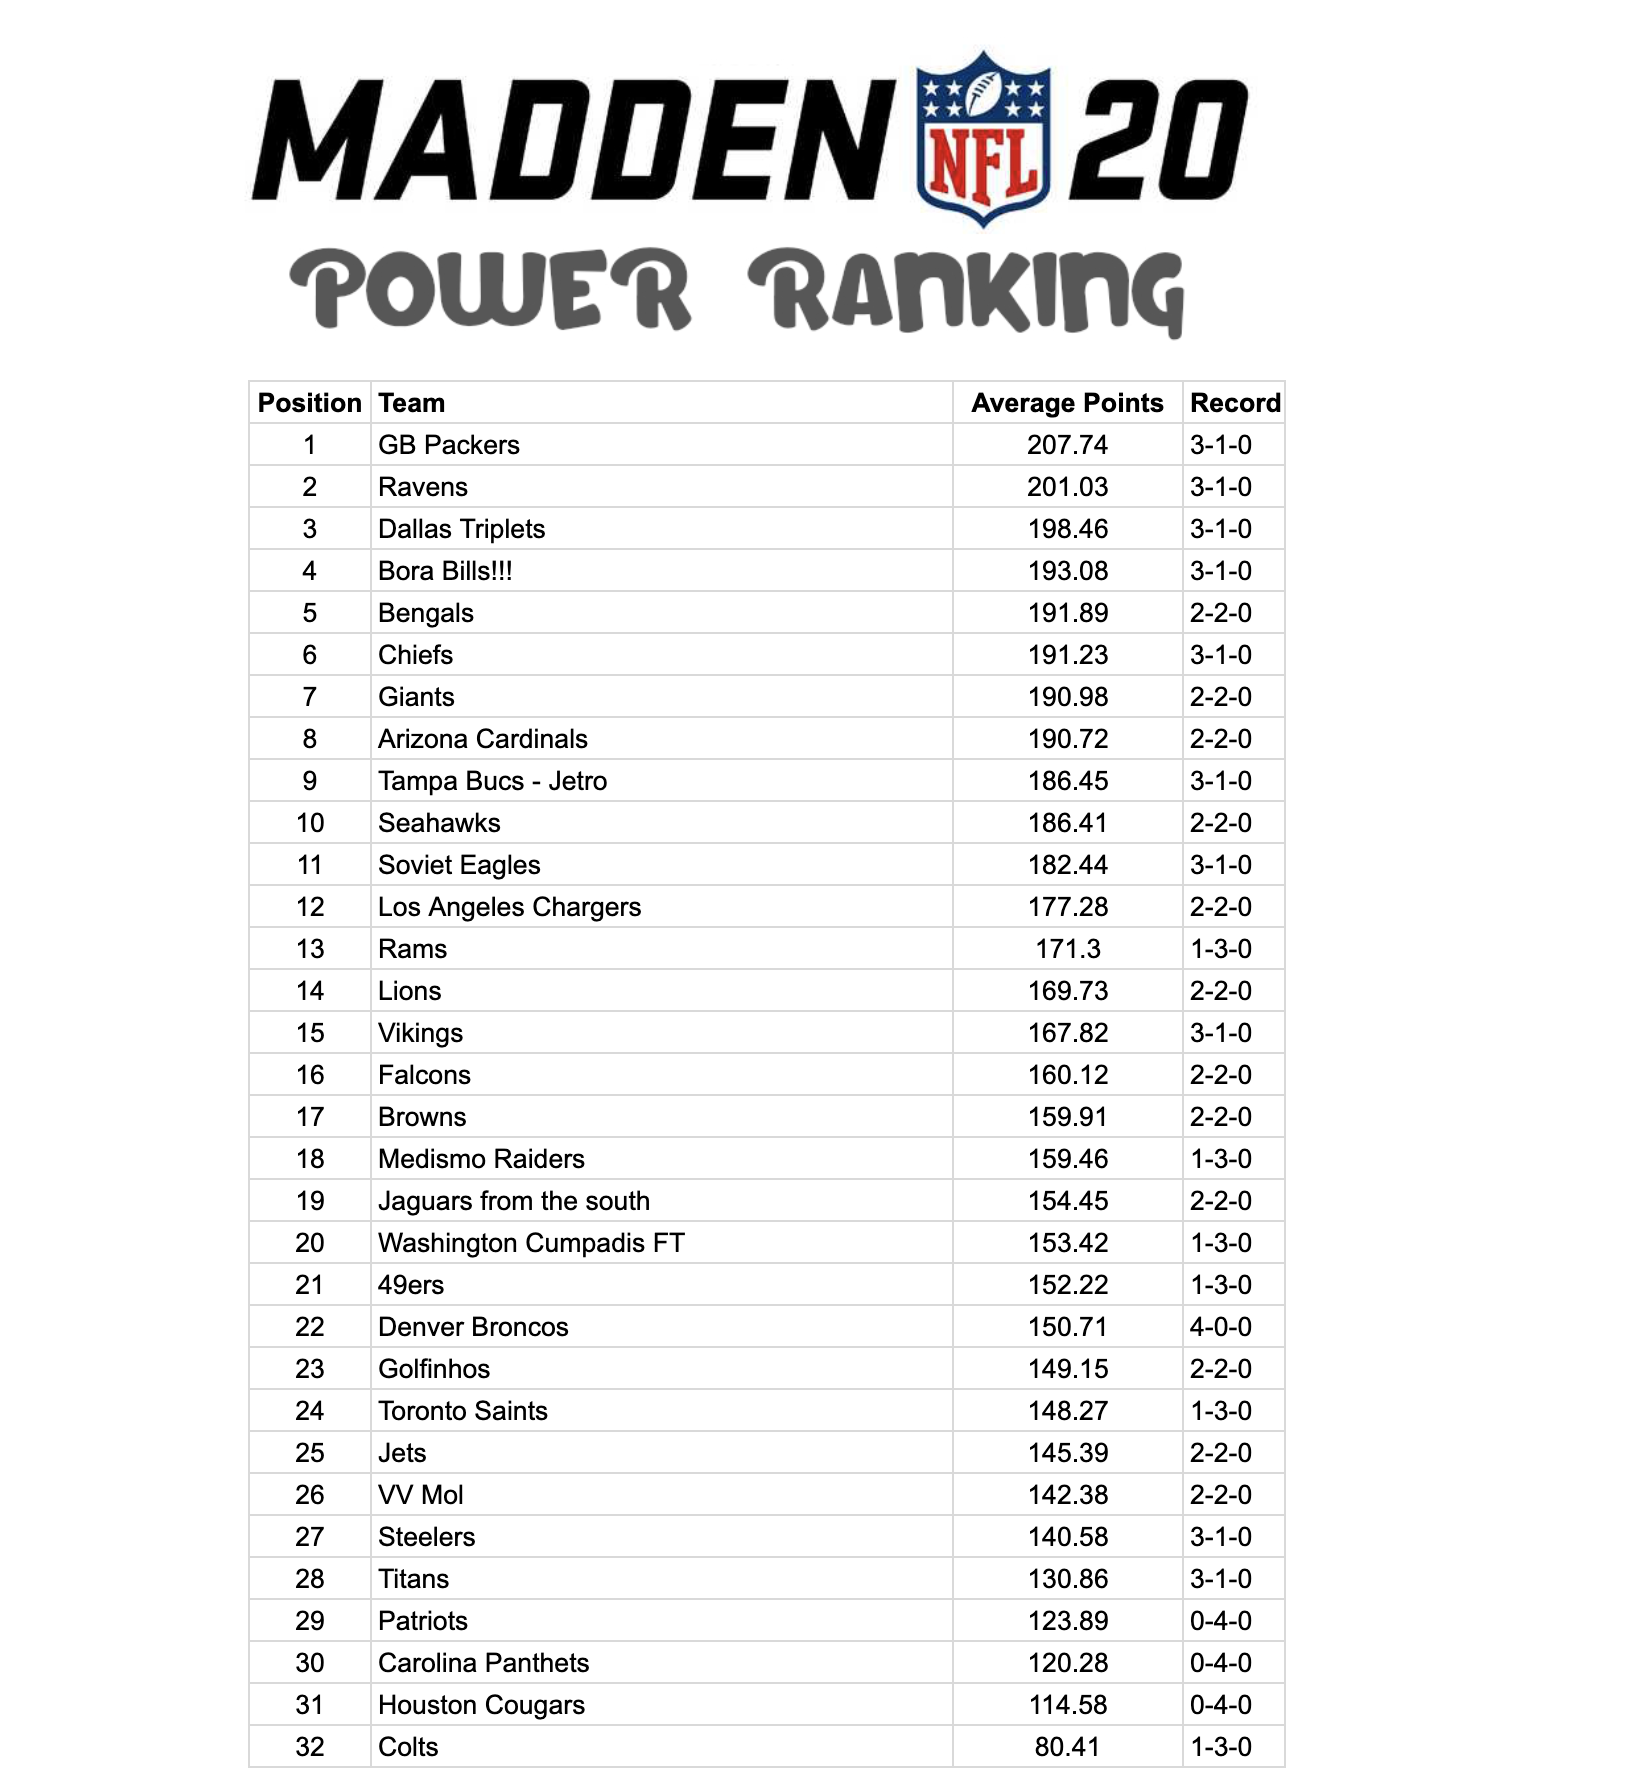 MADDEN NFL 20
POWER RANKING
Position Team Average Points Record
1 GB Packers 207.74 3-1-0
2 Ravens 201.03 3-1-0
3 Dallas Triplets 198.46 3-1-0
4 Bora Bills!!! 193.08 3-1-0
5 Bengals 191.89 2-2-0
6 Chiefs 191.23 3-1-0
7 Giants 190.98 2-2-0
8 Arizona Cardinals 190.72 2-2-0
9 Tampa Bucs - Jetro 186.45 3-1-0
10 Seahawks 186.41 2-2-0
11 Soviet Eagles 182.44 3-1-0
12 Los Angeles Chargers 177.28 2-2-0
13 Rams 171.3 1-3-0
14 Lions 169.73 2-2-0
15 Vikings 167.82 3-1-0
16 Falcons 160.12 2-2-0
17 Browns 159.91 2-2-0
18 Medismo Raiders 159.46 1-3-0
19 Jaguars from the south 154.45 2-2-0
20 Washington Cumpadis FT 153.42 1-3-0
21 49ers 152.22 1-3-0
22 Denver Broncos 150.71 4-0-0
23 Golfinhos 149.15 2-2-0
24 Toronto Saints 148.27 1-3-0
25 Jets 145.39 2-2-0
26 VV Mol 142.38 2-2-0
27 Steelers 140.58 3-1-0
28 Titans 130.86 3-1-0
29 Patriots 123.89 0-4-0
30 Carolina Panthets 120.28 0-4-0
31 Houston Cougars 114.58 0-4-0
32 Colts 80.41 1-3-0